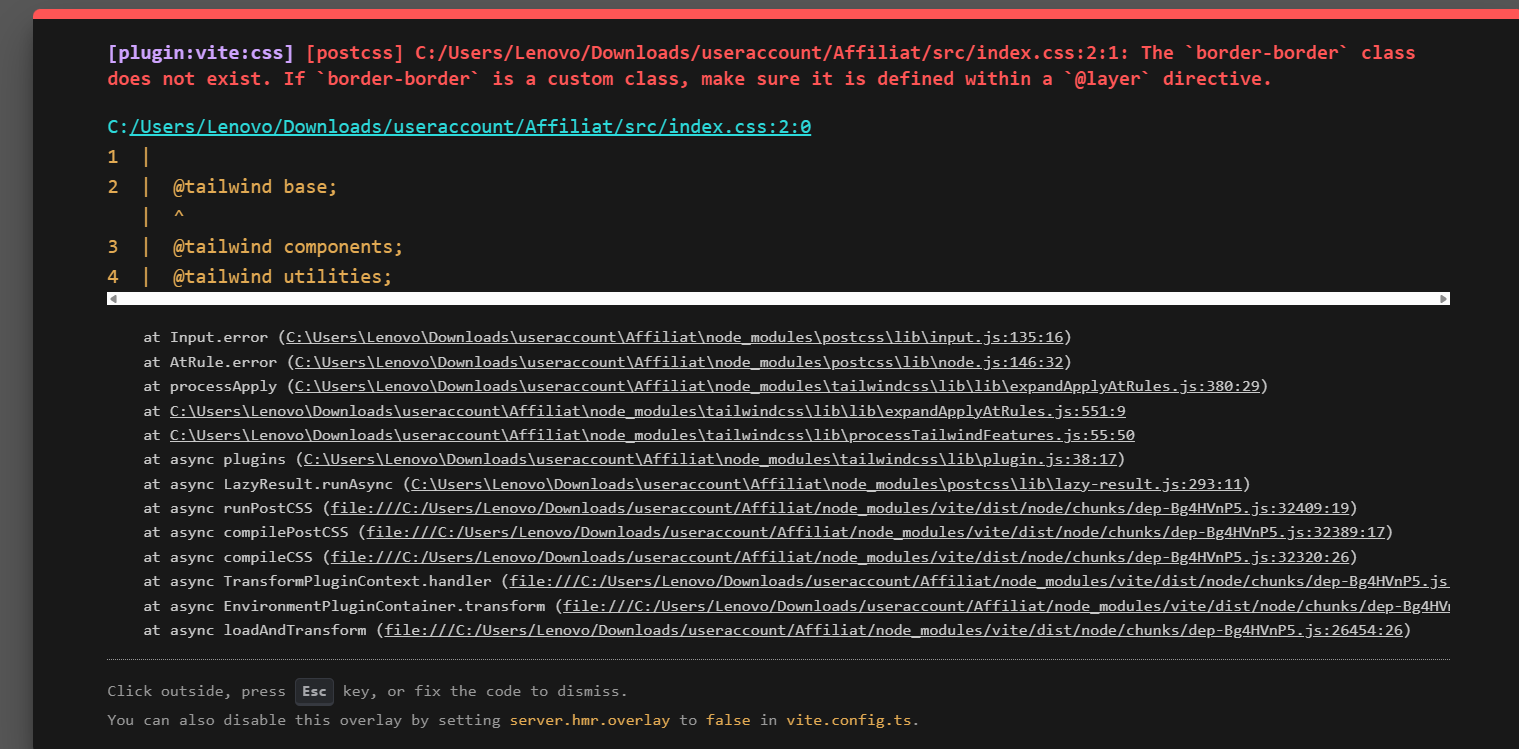 [plugin:vite:css] [postcss] C:/Users/Lenovo/Downloads/useraccount/Affiliat/src/index.css:2:1: The `border-border` class
does not exist. If `border-border` is a custom class, make sure it is defined within a `@layer` directive.
C:/Users/Lenovo/Downloads/useraccount/Affiliat/src/index.css:2:0
1  |
2  |  @tailwind base;
   |  ^
3  |  @tailwind components;
4  |  @tailwind utilities;
at Input.error (C:\Users\Lenovo\Downloads\useraccount\Affiliat\node_modules\postcss\lib\input.js:135:16)
at AtRule.error (C:\Users\Lenovo\Downloads\useraccount\Affiliat\node_modules\postcss\lib\node.js:146:32)
at processApply (C:\Users\Lenovo\Downloads\useraccount\Affiliat\node_modules\tailwindcss\lib\lib\expandApplyAtRules.js:380:29)
at C:\Users\Lenovo\Downloads\useraccount\Affiliat\node_modules\tailwindcss\lib\lib\expandApplyAtRules.js:551:9
at C:\Users\Lenovo\Downloads\useraccount\Affiliat\node_modules\tailwindcss\lib\processTailwindFeatures.js:55:50
at async plugins (C:\Users\Lenovo\Downloads\useraccount\Affiliat\node_modules\tailwindcss\lib\plugin.js:38:17)
at async LazyResult.runAsync (C:\Users\Lenovo\Downloads\useraccount\Affiliat\node_modules\postcss\lib\lazy-result.js:293:11)
at async runPostCSS (file:///C:/Users/Lenovo/Downloads/useraccount/Affiliat/node_modules/vite/dist/node/chunks/dep-Bg4HVnP5.js:32409:19)
at async compilePostCSS (file:///C:/Users/Lenovo/Downloads/useraccount/Affiliat/node_modules/vite/dist/node/chunks/dep-Bg4HVnP5.js:32389:17)
at async compileCSS (file:///C:/Users/Lenovo/Downloads/useraccount/Affiliat/node_modules/vite/dist/node/chunks/dep-Bg4HVnP5.js:32320:26)
at async TransformPluginContext.handler (file:///C:/Users/Lenovo/Downloads/useraccount/Affiliat/node_modules/vite/dist/node/chunks/dep-Bg4HVnP5.js
at async EnvironmentPluginContainer.transform (file:///C:/Users/Lenovo/Downloads/useraccount/Affiliat/node_modules/vite/dist/node/chunks/dep-Bg4HV
at async loadAndTransform (file:///C:/Users/Lenovo/Downloads/useraccount/Affiliat/node_modules/vite/dist/node/chunks/dep-Bg4HVnP5.js:26454:26)
Click outside, press Esc key, or fix the code to dismiss.
You can also disable this overlay by setting server.hmr.overlay to false in vite.config.ts.